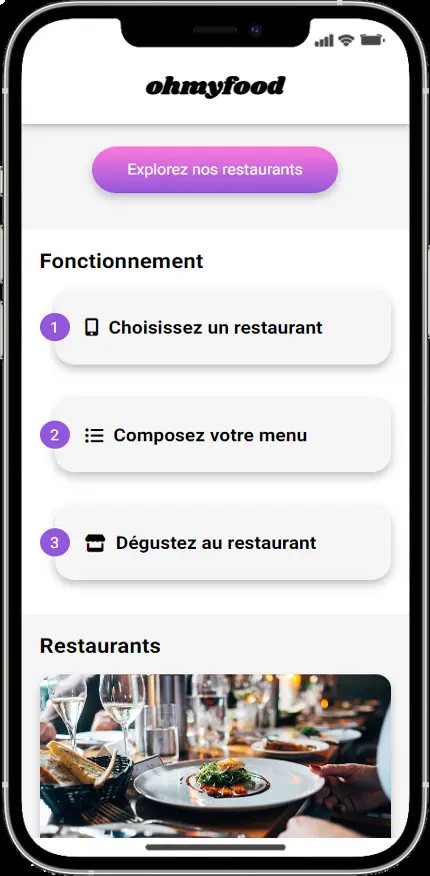 ohmyfood
Explorez nos restaurants
Fonctionnement
1 Choisissez un restaurant
2 Composez votre menu
3 Dégustez au restaurant
Restaurants